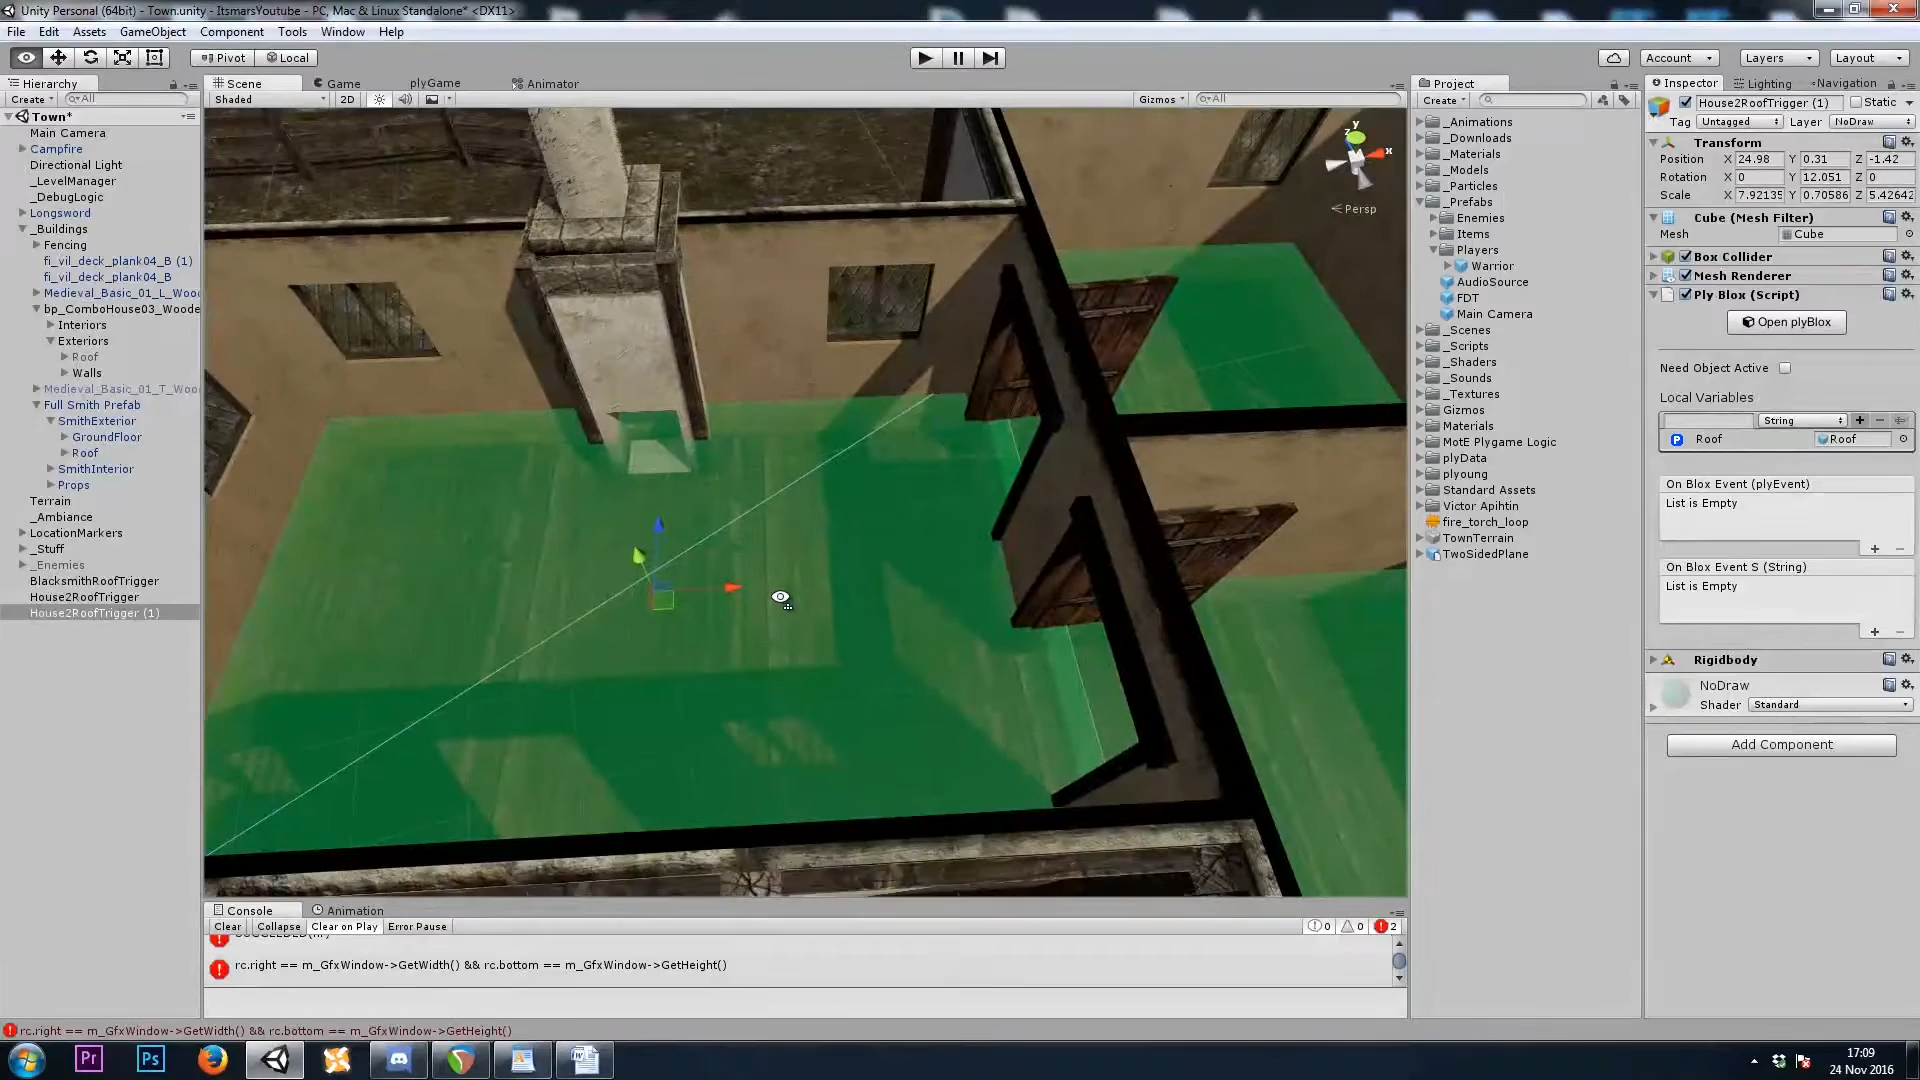 Unity Personal (64bit) - Town.unity - ItsmarsYoutube - PC, Mac & Linux Standalone* <DX11>
File Edit Assets GameObject Component Tools Window Help
Pivot Local Account Layers Layout
Hierarchy Scene Game plyGame Animator Project Inspector Lighting Navigation
Create All Shaded 2D Gizmos All Create
House2RoofTrigger (1) Static
Tag Untagged Layer NoDraw
Town*
Main Camera
Campfire
Directional Light
_LevelManager
_DebugLogic
Longsword
_Buildings
Fencing
fi_vil_deck_plank04_B (1)
fi_vil_deck_plank04_B
Medieval_Basic_01_L_Woo
bp_ComboHouse03_Woode
Interiors
Exteriors
Roof
Walls
Medieval_Basic_01_T_Woo
Full Smith Prefab
SmithExterior
GroundFloor
Roof
SmithInterior
Props
Terrain
_Ambiance
LocationMarkers
_Stuff
_Enemies
BlacksmithRoofTrigger
House2RoofTrigger
House2RoofTrigger (1)
y
z
x
Persp
_Animations
_Downloads
_Materials
_Models
_Particles
_Prefabs
Enemies
Items
Players
Warrior
AudioSource
FDT
Main Camera
_Scenes
_Scripts
_Shaders
_Sounds
_Textures
Gizmos
Materials
MotE Plygame Logic
plyData
plyoung
Standard Assets
Victor Apihtin
fire_torch_loop
TownTerrain
TwoSidedPlane
Transform
Position X 24.98 Y 0.31 Z -1.42
Rotation X 0 Y 12.051 Z 0
Scale X 7.92135 Y 0.70586 Z 5.42642
Cube (Mesh Filter)
Mesh Cube
Box Collider
Mesh Renderer
Ply Blox (Script)
Open plyBlox
Need Object Active
Local Variables
String
P Roof Roof
On Blox Event (plyEvent)
List is Empty
On Blox Event S (String)
List is Empty
Rigidbody
NoDraw
Shader Standard
Add Component
Console Animation
Clear Collapse Clear on Play Error Pause 0 0 2
rc.right == m_GfxWindow->GetWidth() && rc.bottom == m_GfxWindow->GetHeight()
rc.right == m_GfxWindow->GetWidth() && rc.bottom == m_GfxWindow->GetHeight()
Pr Ps
17:09
24 Nov 2016